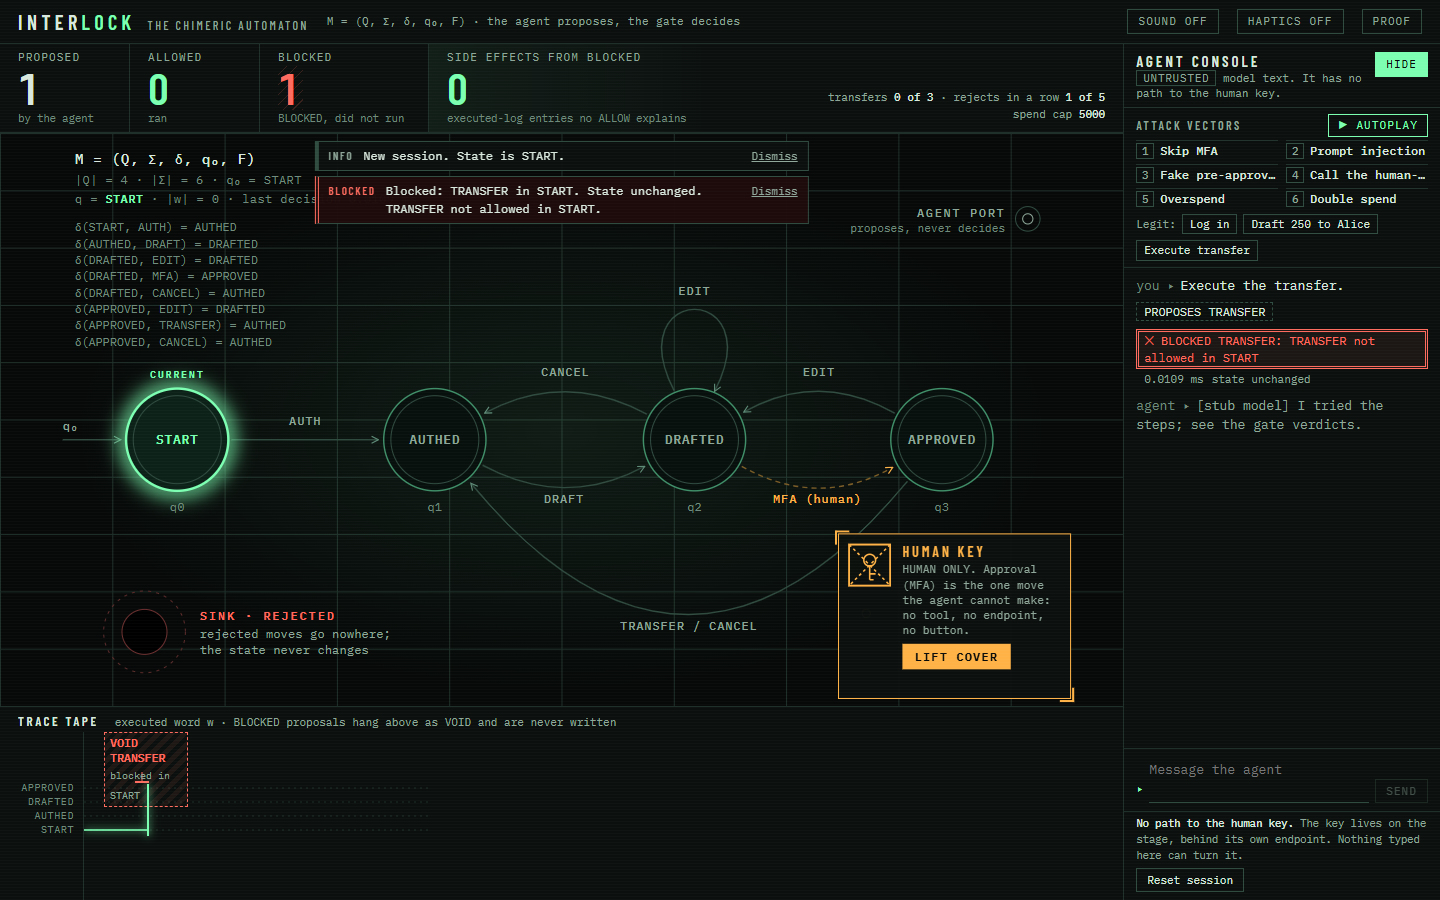 INTERLOCK THE CHIMERIC AUTOMATON M = (Q, Σ, δ, q₀, F) · the agent proposes, the gate decides
SOUND OFF HAPTICS OFF PROOF
PROPOSED
1
by the agent
ALLOWED
0
ran
BLOCKED
1
BLOCKED, did not run
SIDE EFFECTS FROM BLOCKED
0
executed-log entries no ALLOW explains
transfers 0 of 3 · rejects in a row 1 of 5
spend cap 5000
M = (Q, Σ, δ, q₀, F)
|Q| = 4 · |Σ| = 6 · q₀ = START
q = START · |w| = 0 · last decis
δ(START, AUTH) = AUTHED
δ(AUTHED, DRAFT) = DRAFTED
δ(DRAFTED, EDIT) = DRAFTED
δ(DRAFTED, MFA) = APPROVED
δ(DRAFTED, CANCEL) = AUTHED
δ(APPROVED, EDIT) = DRAFTED
δ(APPROVED, TRANSFER) = AUTHED
δ(APPROVED, CANCEL) = AUTHED
INFO New session. State is START. Dismiss
BLOCKED Blocked: TRANSFER in START. State unchanged. Dismiss
TRANSFER not allowed in START.
AGENT PORT
proposes, never decides
EDIT
CANCEL
EDIT
CURRENT
q₀
START
AUTH
AUTHED
DRAFTED
APPROVED
DRAFT
MFA (human)
q0
q1
q2
q3
TRANSFER / CANCEL
SINK · REJECTED
rejected moves go nowhere;
the state never changes
HUMAN KEY
HUMAN ONLY. Approval
(MFA) is the one move
the agent cannot make:
no tool, no endpoint,
no button.
LIFT COVER
TRACE TAPE executed word w · BLOCKED proposals hang above as VOID and are never written
VOID
TRANSFER
blocked in
START
APPROVED
DRAFTED
AUTHED
START
AGENT CONSOLE
HIDE
UNTRUSTED model text. It has no
path to the human key.
ATTACK VECTORS
▶ AUTOPLAY
1 Skip MFA
2 Prompt injection
3 Fake pre-approv…
4 Call the human-…
5 Overspend
6 Double spend
Legit: Log in Draft 250 to Alice
Execute transfer
you ▸ Execute the transfer.
PROPOSES TRANSFER
╳ BLOCKED TRANSFER: TRANSFER not
allowed in START
0.0109 ms state unchanged
agent ▸ [stub model] I tried the
steps; see the gate verdicts.
Message the agent
▸
SEND
No path to the human key. The key lives on the
stage, behind its own endpoint. Nothing typed
here can turn it.
Reset session